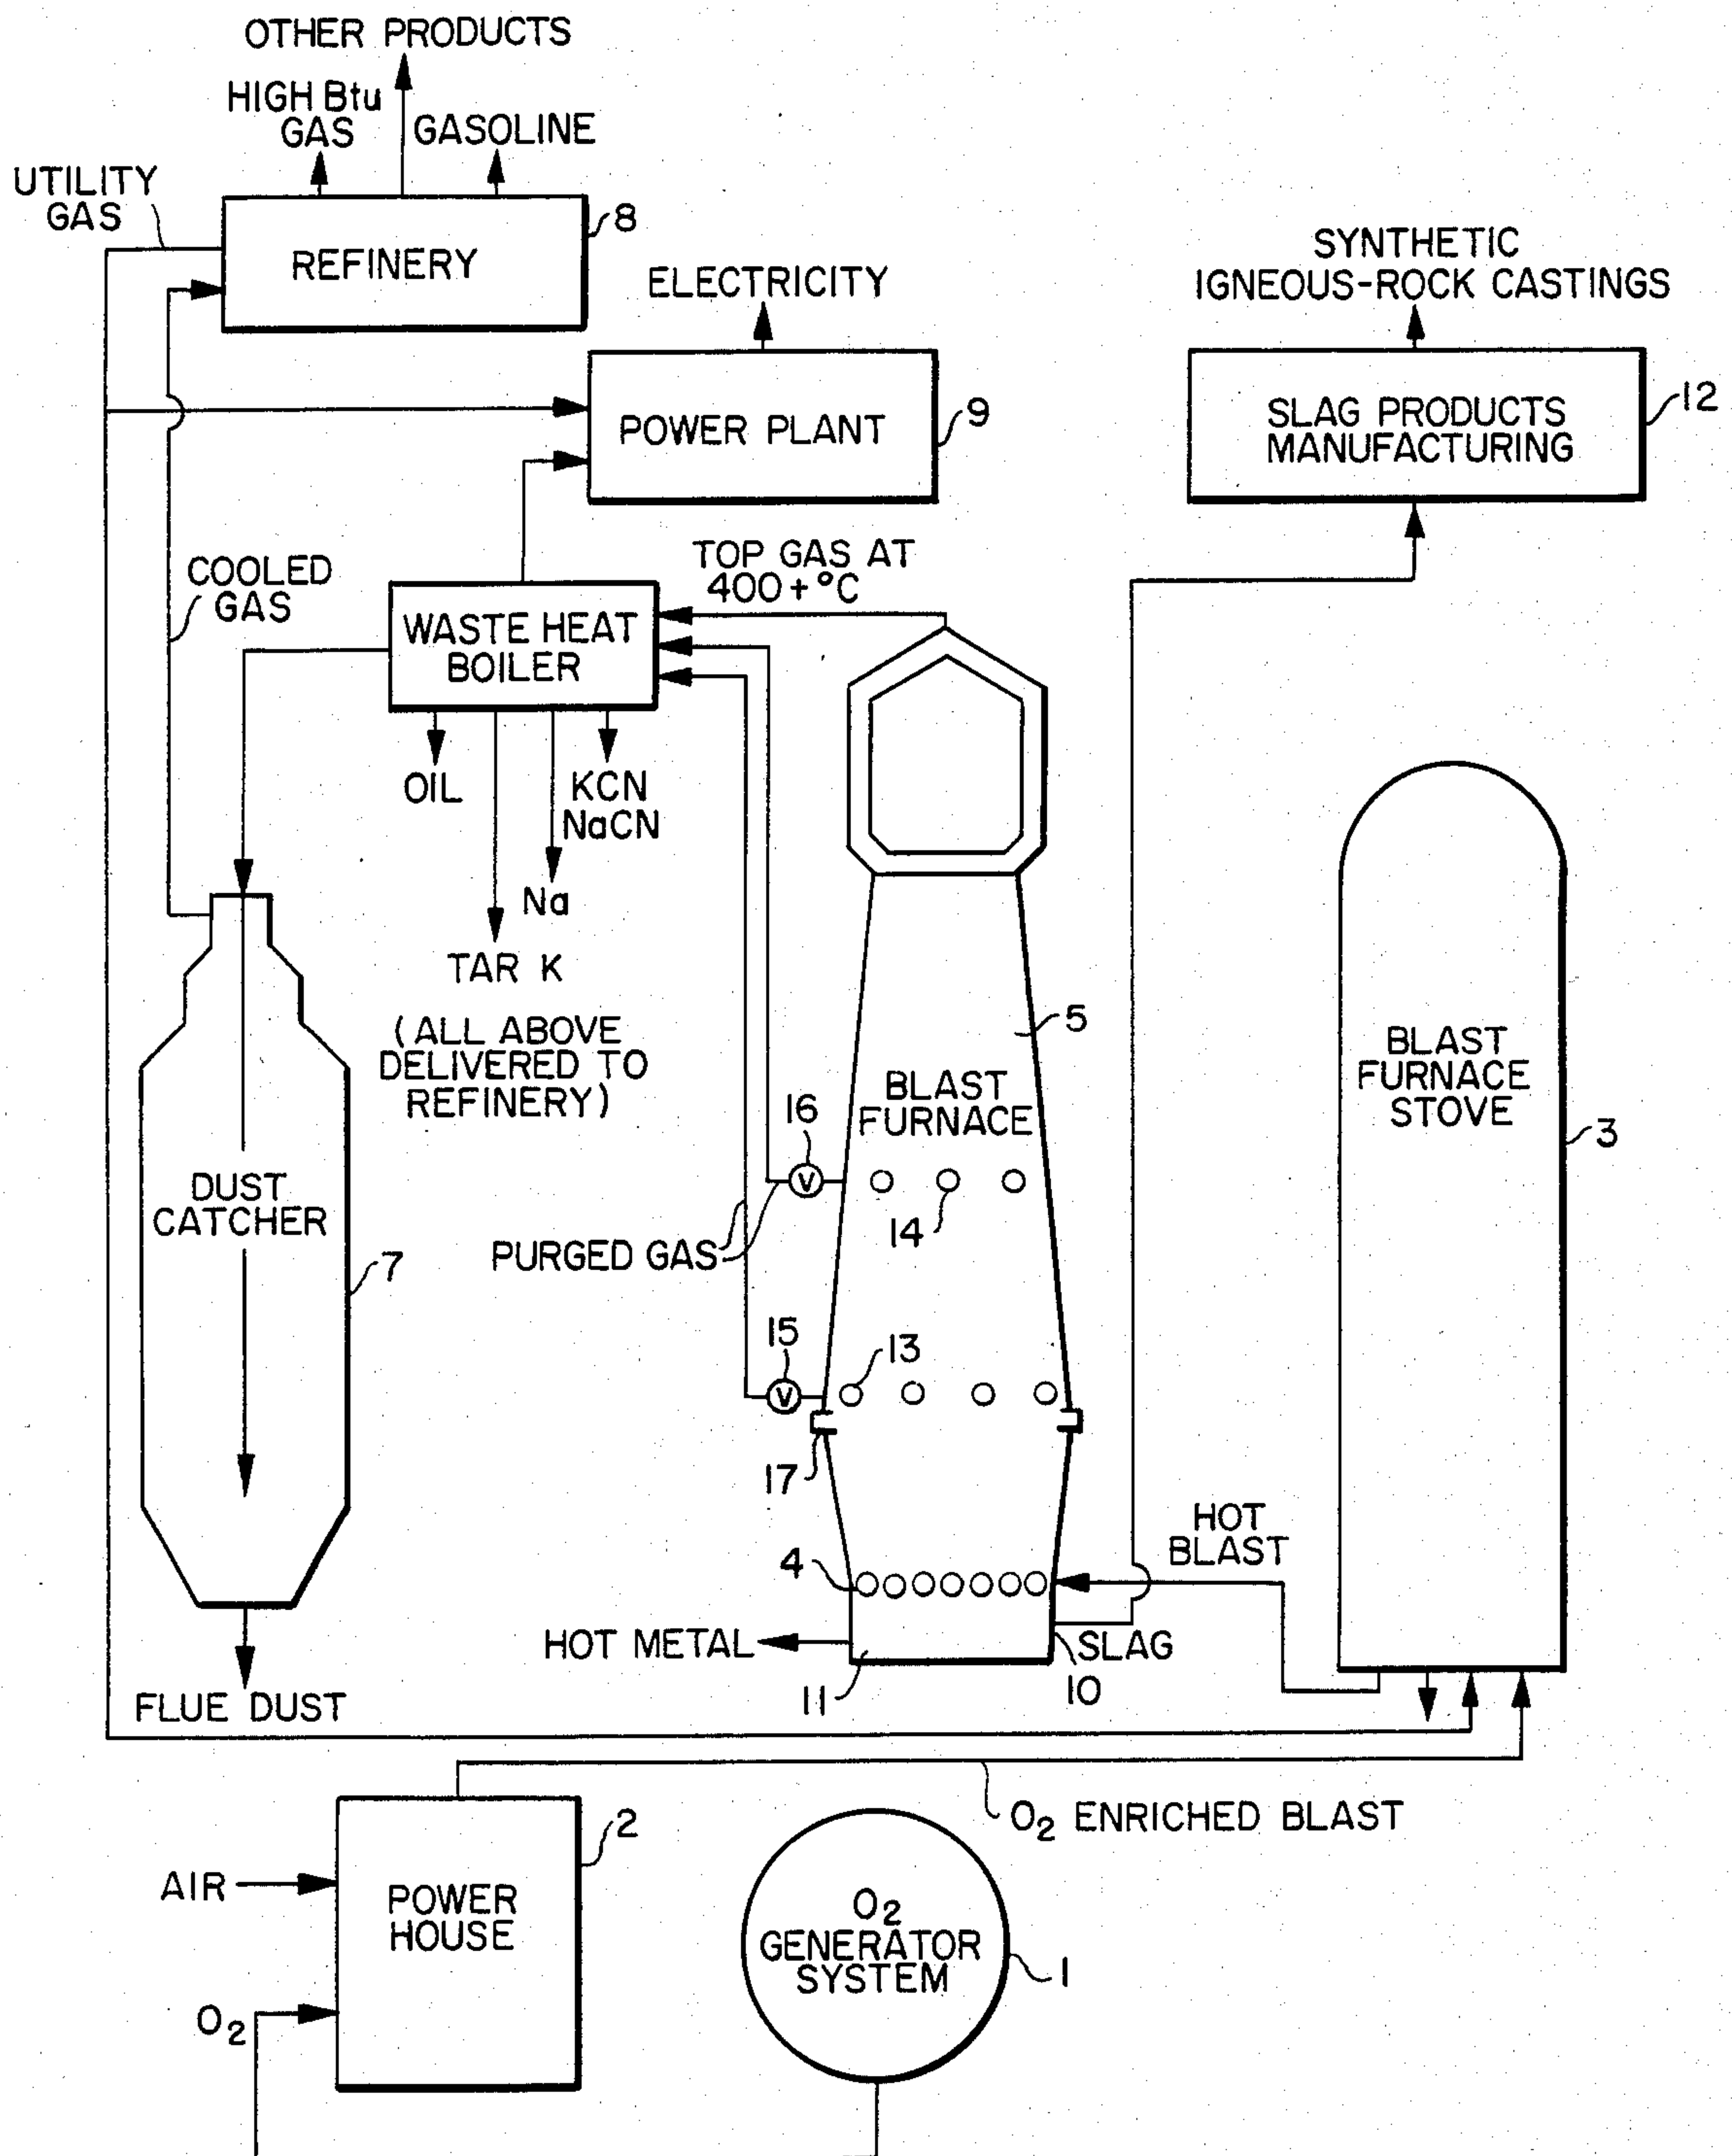 OTHER PRODUCTS
HIGH Btu
GAS
GASOLINE
UTILITY
GAS
8
REFINERY
ELECTRICITY
SYNTHETIC
IGNEOUS-ROCK CASTINGS
POWER PLANT
9
SLAG PRODUCTS
MANUFACTURING
12
COOLED
GAS
TOP GAS AT
400+°C
WASTE HEAT
BOILER
OIL
KCN
NaCN
Na
TAR K
(ALL ABOVE
DELIVERED TO
REFINERY)
5
BLAST
FURNACE
BLAST
FURNACE
STOVE
3
16
V
14
DUST
CATCHER
7
PURGED GAS
15
V
13
17
HOT
BLAST
4
HOT METAL
SLAG
10
11
FLUE DUST
O2 ENRICHED BLAST
2
AIR
POWER
HOUSE
O2
GENERATOR
SYSTEM
1
O2